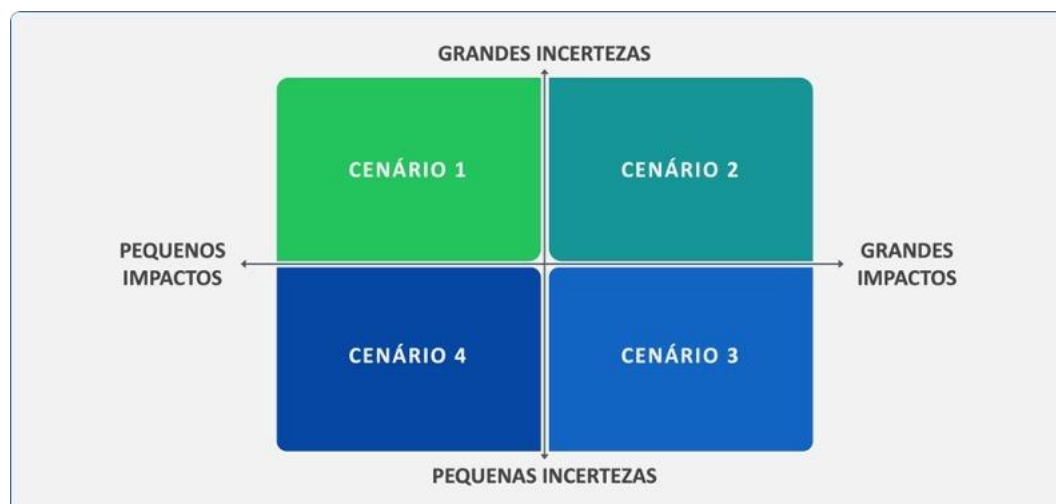 GRANDES INCERTEZAS
CENÁRIO 1
CENÁRIO 2
PEQUENOS
IMPACTOS
GRANDES
IMPACTOS
CENÁRIO 4
CENÁRIO 3
PEQUENAS INCERTEZAS